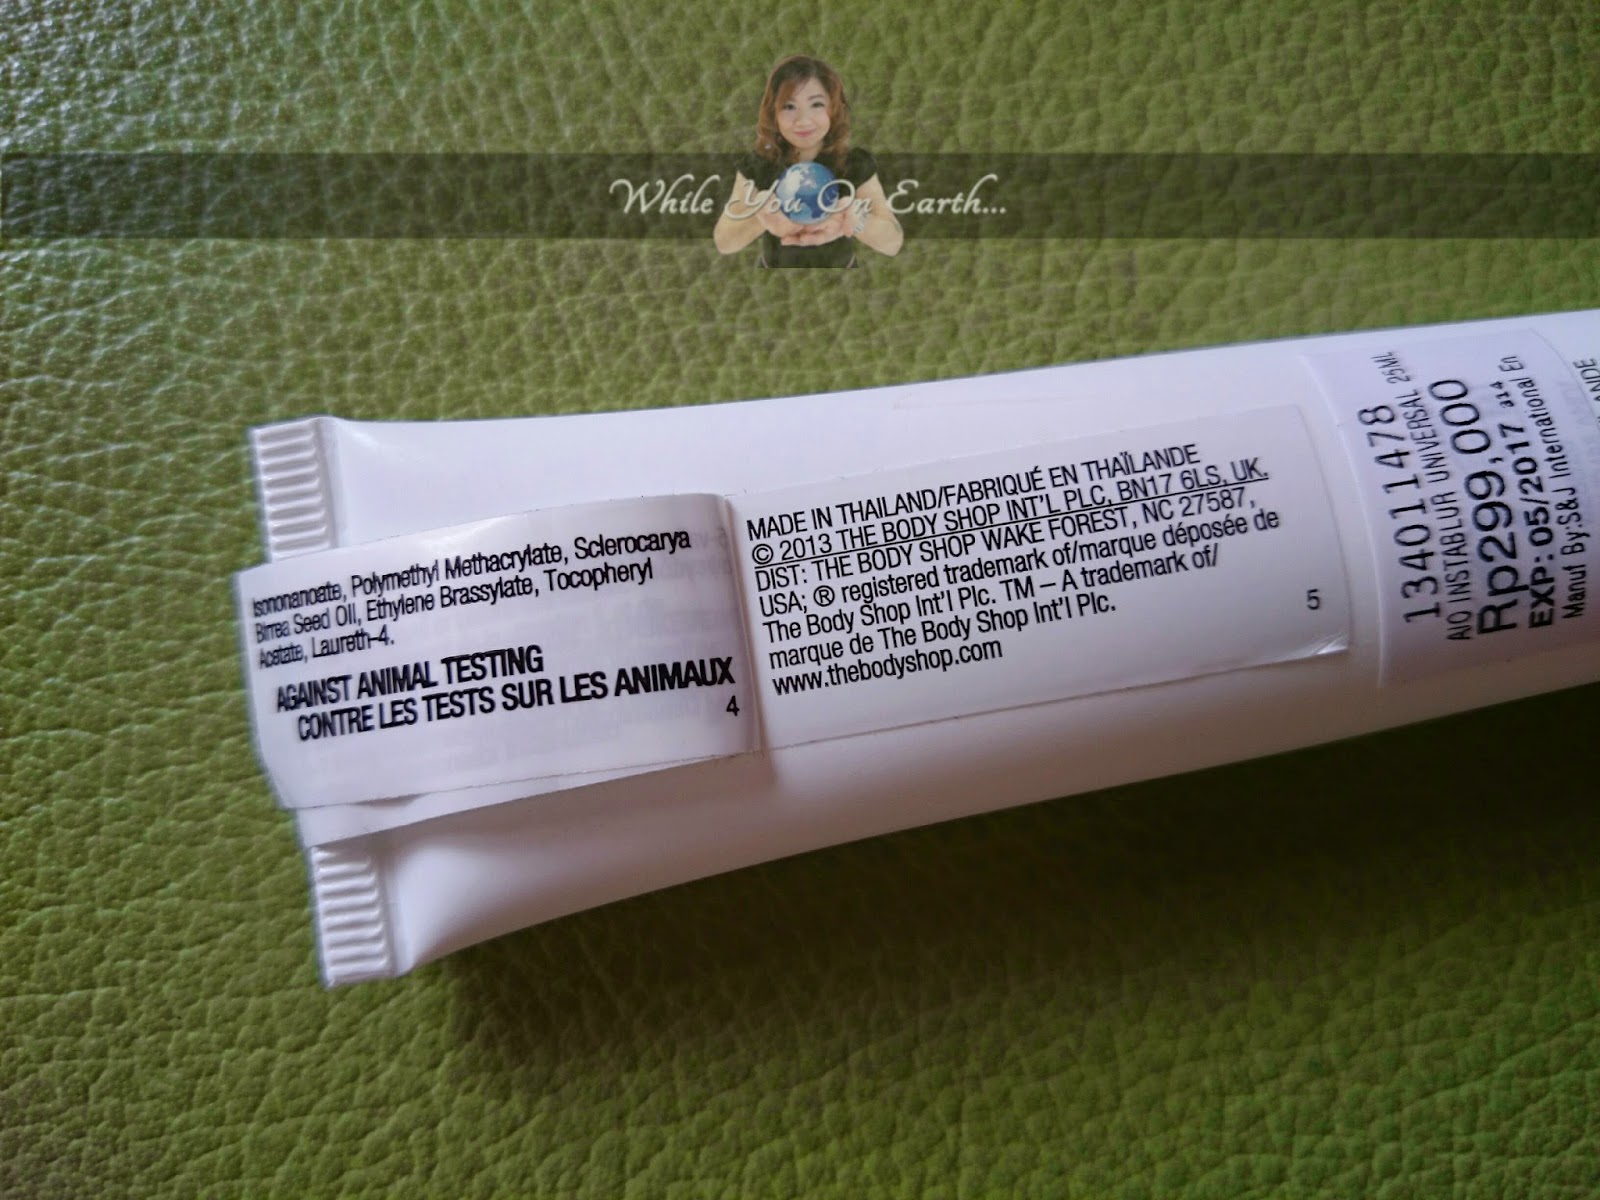 While You On Earth...
Isononanoate, Polymethyl Methacrylate, Sclerocarya
Birrea Seed Oil, Ethylene Brassylate, Tocopheryl
Acetate, Laureth-4.
AGAINST ANIMAL TESTING
CONTRE LES TESTS SUR LES ANIMAUX
4
MADE IN THAILAND/FABRIQUÉ EN THAÏLANDE
© 2013 THE BODY SHOP INT'L PLC, BN17 6LS, UK.
DIST: THE BODY SHOP WAKE FOREST, NC 27587,
USA; ® registered trademark of/marque déposée de
The Body Shop Int'l Plc. TM – A trademark of/
marque de The Body Shop Int'l Plc.
www.thebodyshop.com
5
134011478
AIO INSTABLUR UNIVERSAL 25ML
Rp299,000
EXP: 05/2017 314
Manuf By:S&J International En